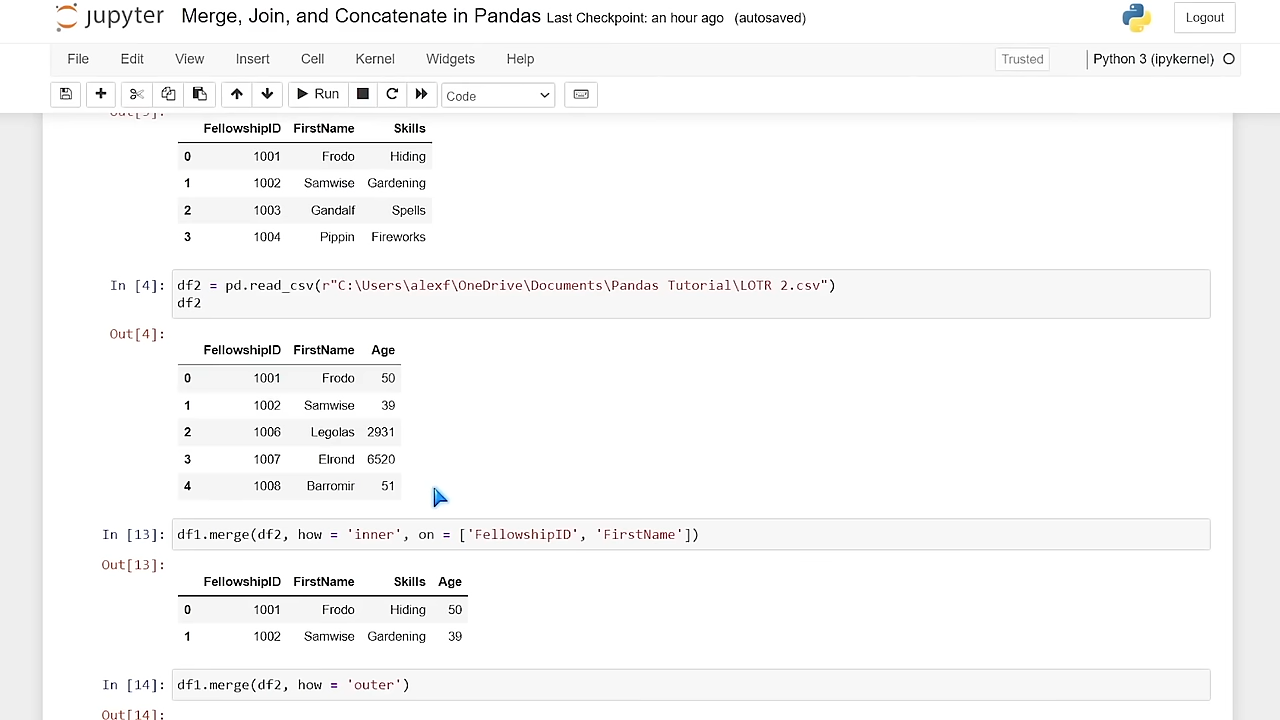 jupyter Merge, Join, and Concatenate in Pandas Last Checkpoint: an hour ago (autosaved) Logout
File Edit View Insert Cell Kernel Widgets Help Trusted Python 3 (ipykernel)
Run Code
Out[3]:
FellowshipID FirstName Skills
0 1001 Frodo Hiding
1 1002 Samwise Gardening
2 1003 Gandalf Spells
3 1004 Pippin Fireworks
In [4]: df2 = pd.read_csv(r"C:\Users\alexf\OneDrive\Documents\Pandas Tutorial\LOTR 2.csv")
df2
Out[4]:
FellowshipID FirstName Age
0 1001 Frodo 50
1 1002 Samwise 39
2 1006 Legolas 2931
3 1007 Elrond 6520
4 1008 Barromir 51
In [13]: df1.merge(df2, how = 'inner', on = ['FellowshipID', 'FirstName'])
Out[13]:
FellowshipID FirstName Skills Age
0 1001 Frodo Hiding 50
1 1002 Samwise Gardening 39
In [14]: df1.merge(df2, how = 'outer')
Out[14]: